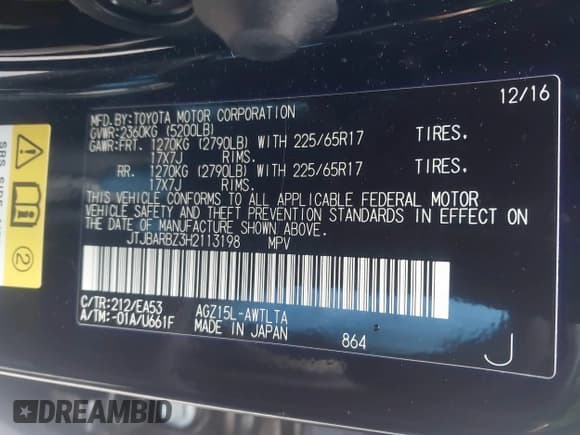 12/16
MFD. BY: TOYOTA MOTOR CORPORATION
GVWR: 2360KG (5200LB)
GAWR: FRT. 1270KG (2790LB) WITH 225/65R17 TIRES,
17X7J RIMS.
RR. 1270KG (2790LB) WITH 225/65R17 TIRES,
17X7J RIMS.
THIS VEHICLE CONFORMS TO ALL APPLICABLE FEDERAL MOTOR
VEHICLE SAFETY AND THEFT PREVENTION STANDARDS IN EFFECT ON
THE DATE OF MANUFACTURE SHOWN ABOVE.
JTJBARBZ3H2113198 MPV
C/TR: 212/EA53 AGZ15L-AWTLTA
A/TM: -01A/U661F MADE IN JAPAN 864
J
SRS SIDE
2
DREAMBID